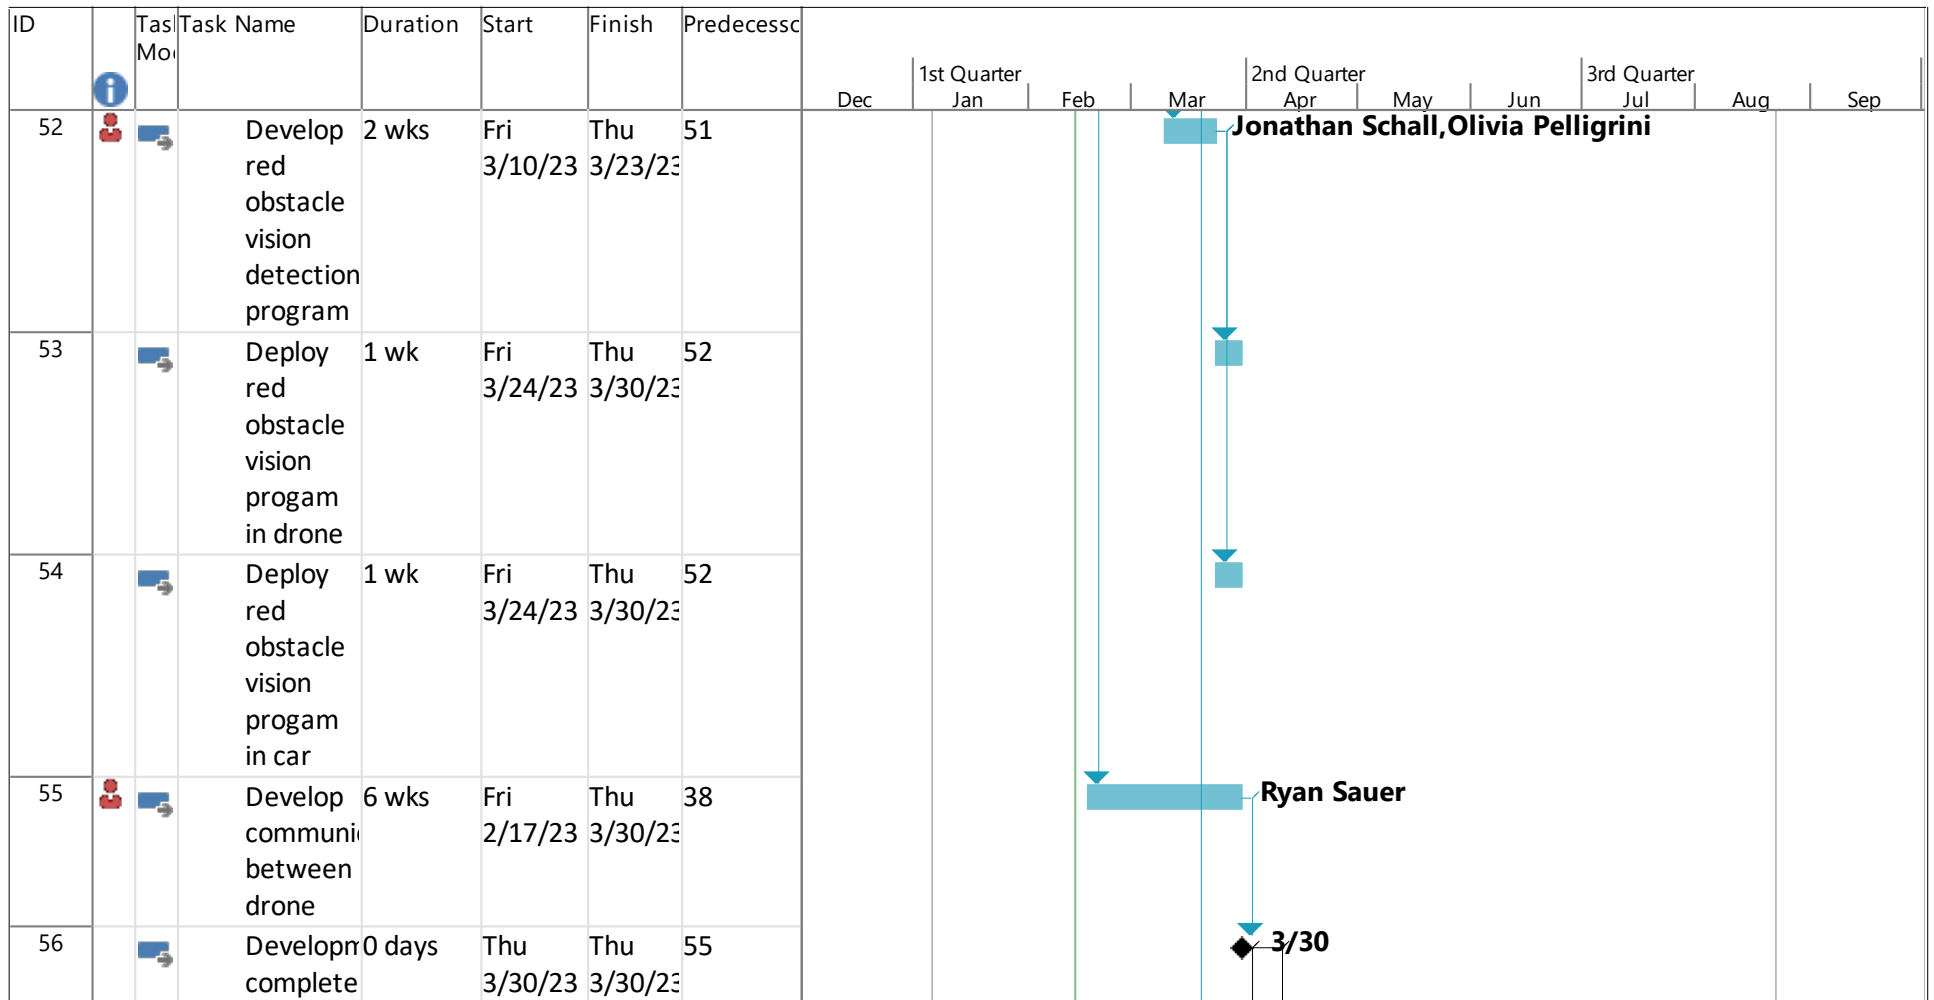 ID Tas Task Name Duration Start Finish Predecesso
Mo
1st Quarter 2nd Quarter 3rd Quarter
Dec Jan Feb Mar Apr May Jun Jul Aug Sep
52 Develop 2 wks Fri Thu 51 Jonathan Schall,Olivia Pelligrini
red 3/10/23 3/23/23
obstacle
vision
detection
program
53 Deploy 1 wk Fri Thu 52
red 3/24/23 3/30/23
obstacle
vision
progam
in drone
54 Deploy 1 wk Fri Thu 52
red 3/24/23 3/30/23
obstacle
vision
progam
in car
55 Develop 6 wks Fri Thu 38 Ryan Sauer
communi 2/17/23 3/30/23
between
drone
56 Developm 0 days Thu Thu 55 3/30
complete 3/30/23 3/30/23